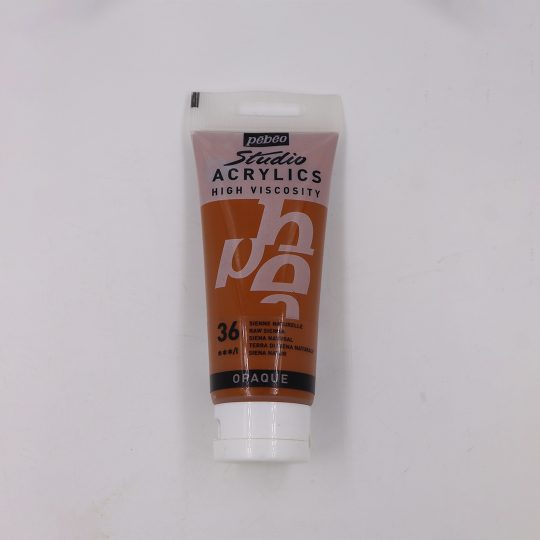 pebeo
Studio
ACRYLICS
HIGH VISCOSITY
36
SIENNE NATURELLE
RAW SIENNA
SIENA NATURAL
TERRA DI SIENA NATURALE
SIENA NATUR
OPAQUE